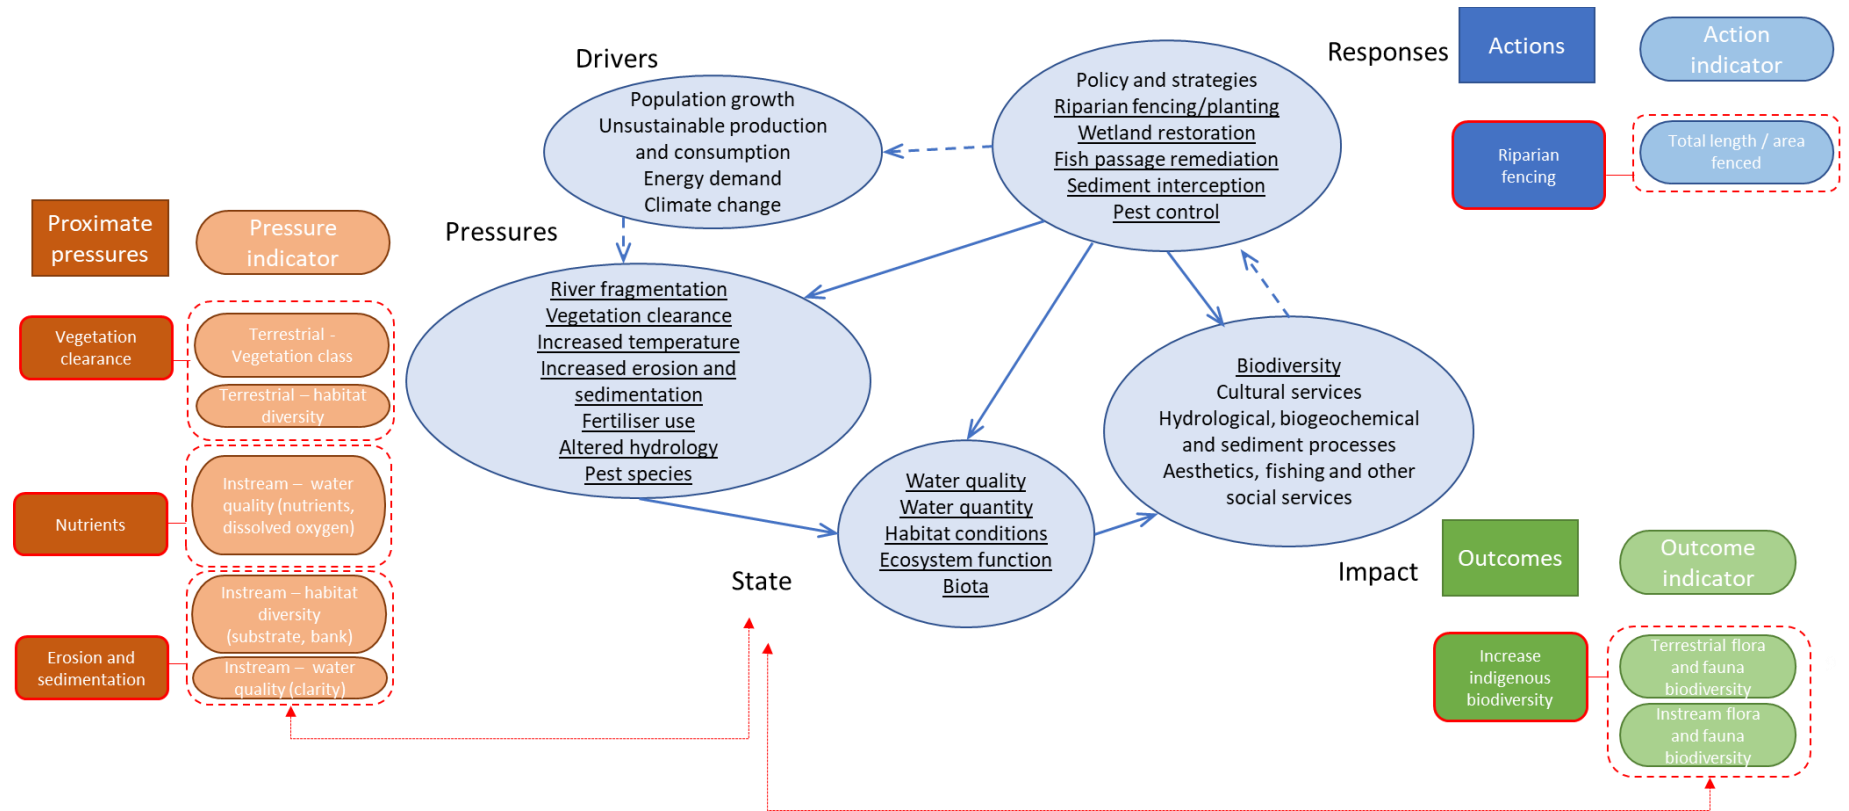 Drivers
Population growth
Unsustainable production
and consumption
Energy demand
Climate change
Policy and strategies
Riparian fencing/planting
Wetland restoration
Fish passage remediation
Sediment interception
Pest control
Responses
Actions
Action
indicator
Riparian
fencing
Total length / area
fenced
Proximate
pressures
Pressure
indicator
Pressures
River fragmentation
Vegetation clearance
Increased temperature
Increased erosion and
sedimentation
Fertiliser use
Altered hydrology
Pest species
Vegetation
clearance
Terrestrial -
Vegetation class
Terrestrial – habitat
diversity
Nutrients
Instream – water
quality (nutrients,
dissolved oxygen)
Erosion and
sedimentation
Instream – habitat
diversity
(substrate, bank)
Instream – water
quality (clarity)
State
Water quality
Water quantity
Habitat conditions
Ecosystem function
Biota
Biodiversity
Cultural services
Hydrological, biogeochemical
and sediment processes
Aesthetics, fishing and other
social services
Impact
Outcomes
Outcome
indicator
Increase
indigenous
biodiversity
Terrestrial flora
and fauna
biodiversity
Instream flora
and fauna
biodiversity